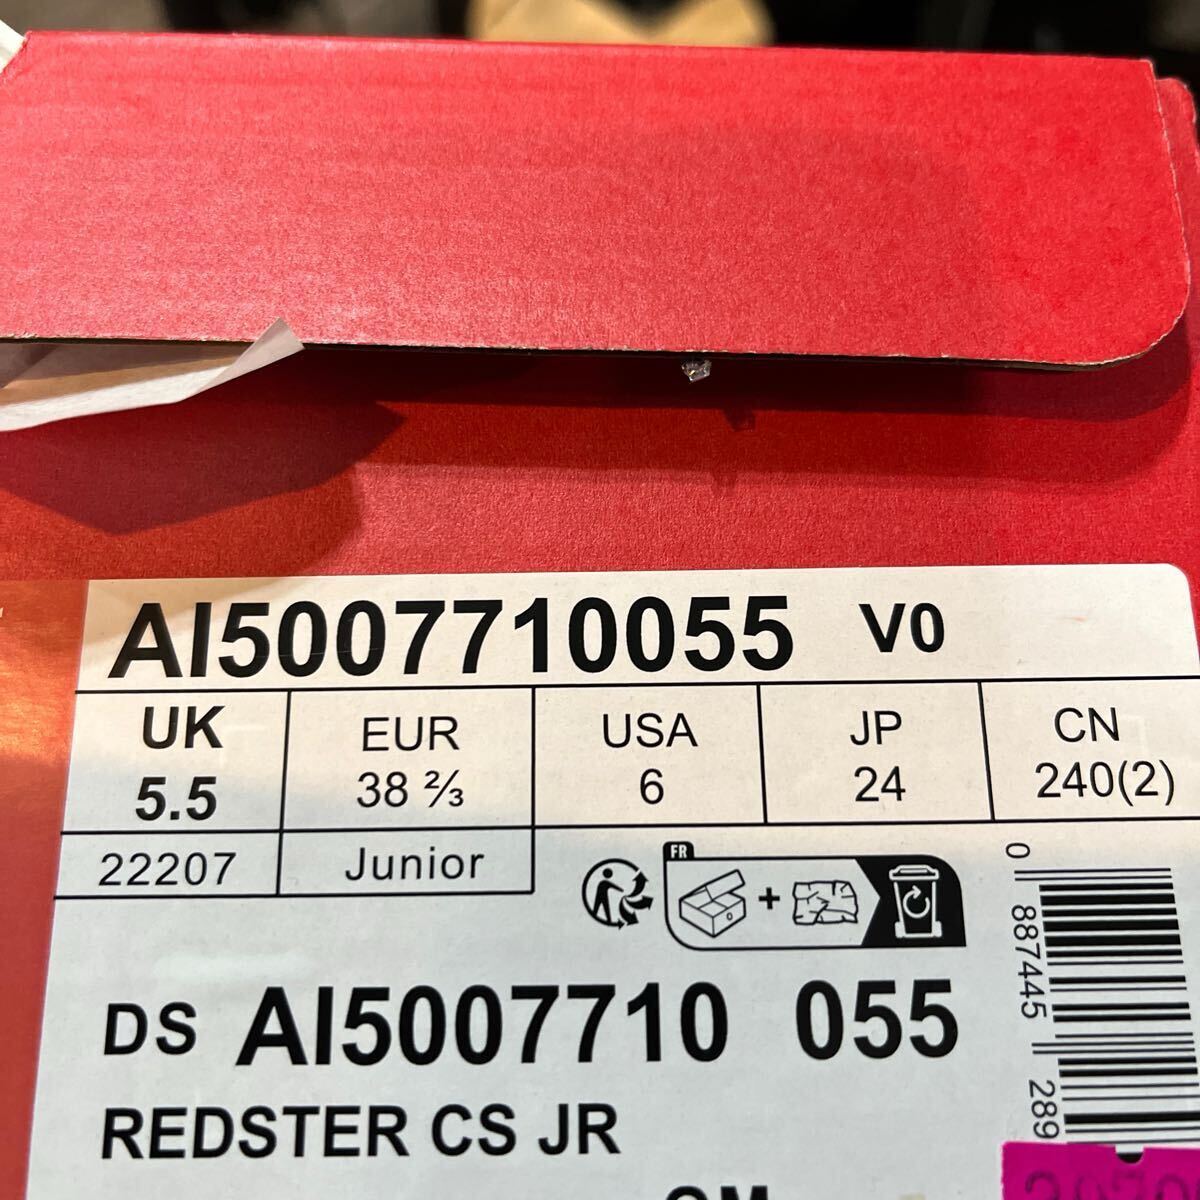 AI5007710055 V0
UK EUR USA JP CN
5.5 38 ⅔ 6 24 240(2)
22207 Junior
FR
DS AI5007710 055
REDSTER CS JR
0 887445 289